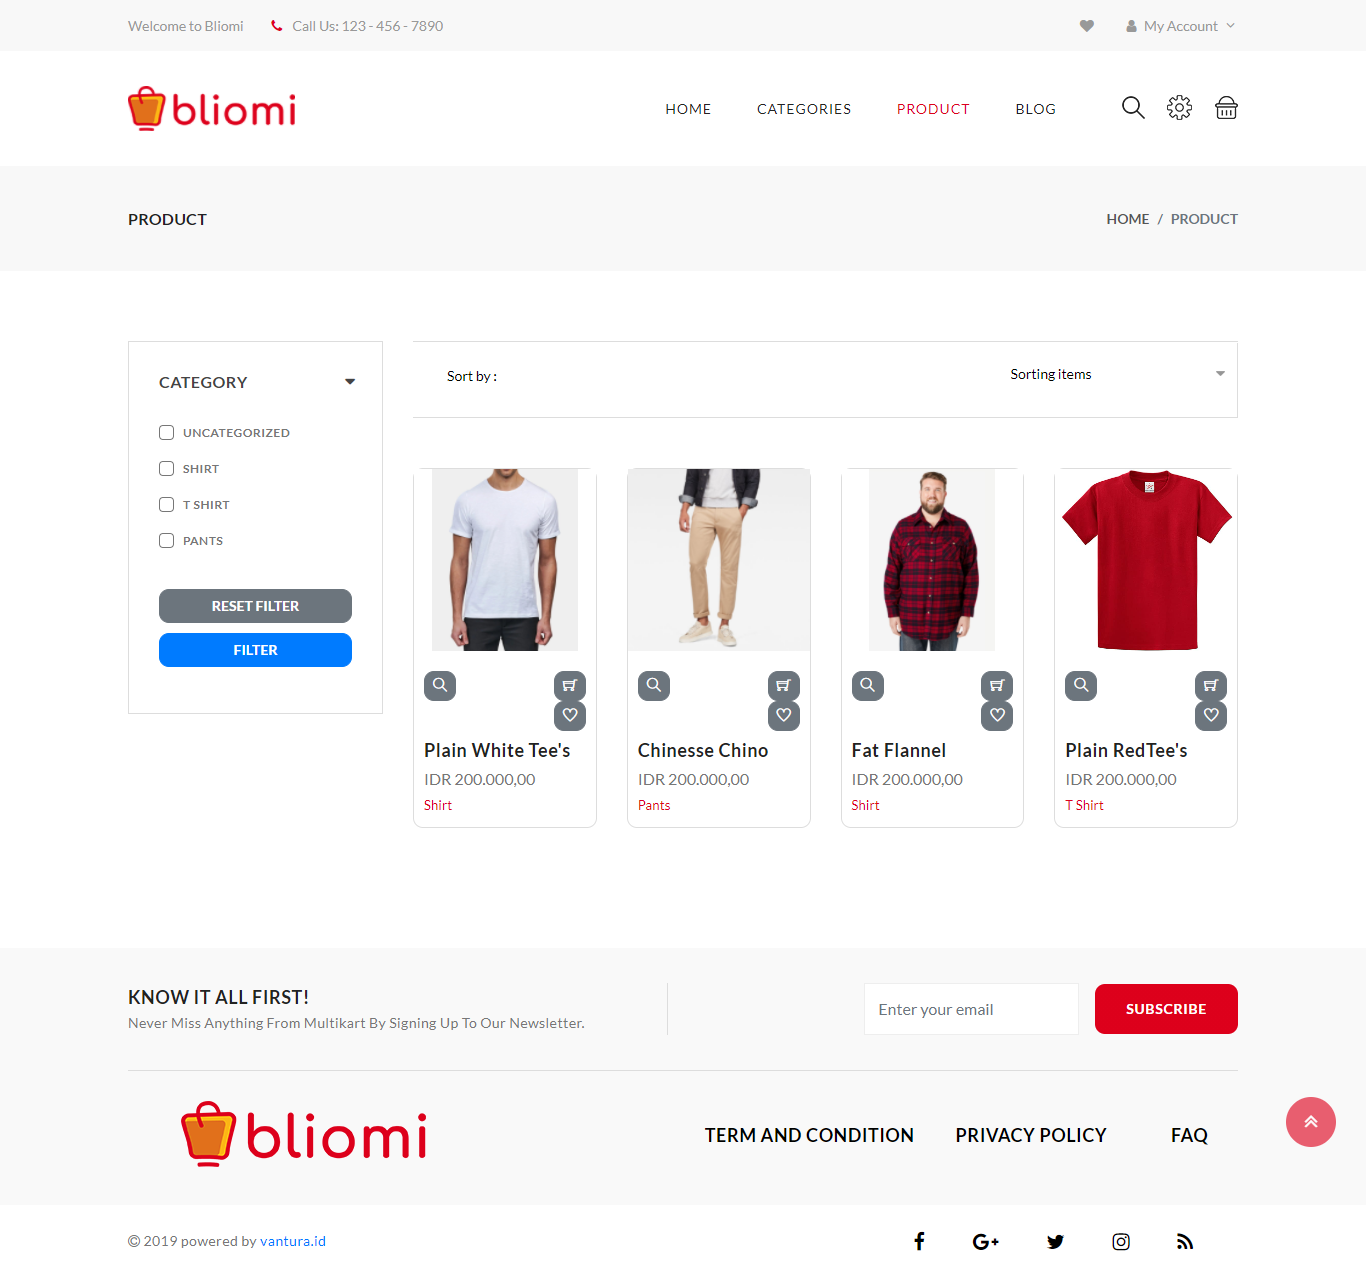 Welcome to Bliomi
Call Us: 123 - 456 - 7890
My Account
bliomi
HOME
CATEGORIES
PRODUCT
BLOG
PRODUCT
HOME / PRODUCT
CATEGORY
UNCATEGORIZED
SHIRT
T SHIRT
PANTS
RESET FILTER
FILTER
Sort by :
Sorting items
Plain White Tee's
IDR 200.000,00
Shirt
Chinesse Chino
IDR 200.000,00
Pants
Fat Flannel
IDR 200.000,00
Shirt
Plain RedTee's
IDR 200.000,00
T Shirt
KNOW IT ALL FIRST!
Never Miss Anything From Multikart By Signing Up To Our Newsletter.
Enter your email
SUBSCRIBE
bliomi
TERM AND CONDITION
PRIVACY POLICY
FAQ
© 2019 powered by vantura.id